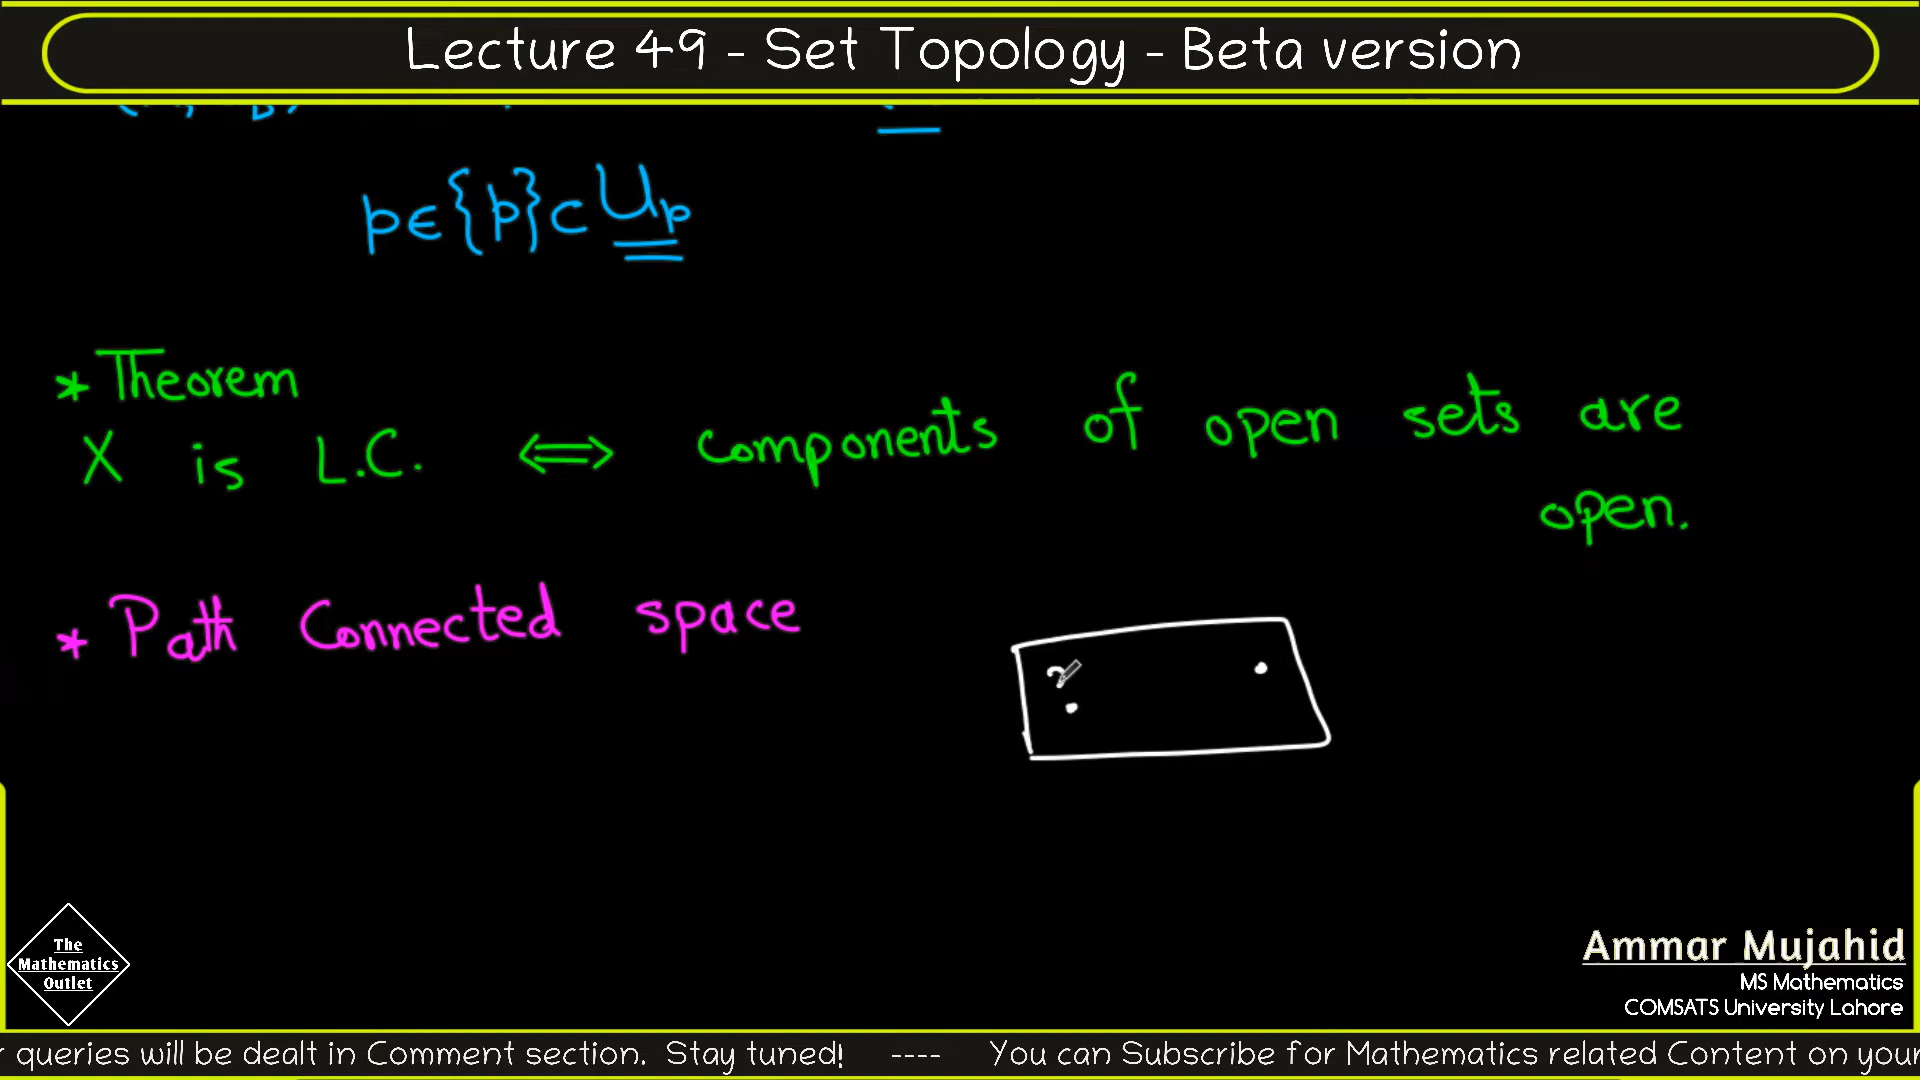 Lecture 49 - Set Topology - Beta version
p∈{p}⊂U_p
* Theorem
X is L.C. ⟺ components of open sets are
open.
* Path Connected space
The
Mathematics
Outlet
Ammar Mujahid
MS Mathematics
COMSATS University Lahore
queries will be dealt in Comment section. Stay tuned! ---- You can Subscribe for Mathematics related Content on your